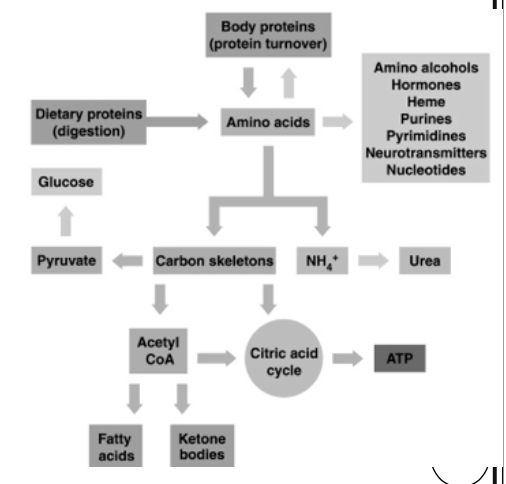 Body proteins
(protein turnover)
Amino alcohols
Hormones
Heme
Purines
Pyrimidines
Neurotransmitters
Nucleotides
Dietary proteins
(digestion)
Amino acids
Glucose
Pyruvate
Carbon skeletons
NH₄⁺
Urea
Acetyl
CoA
Citric acid
cycle
ATP
Fatty
acids
Ketone
bodies